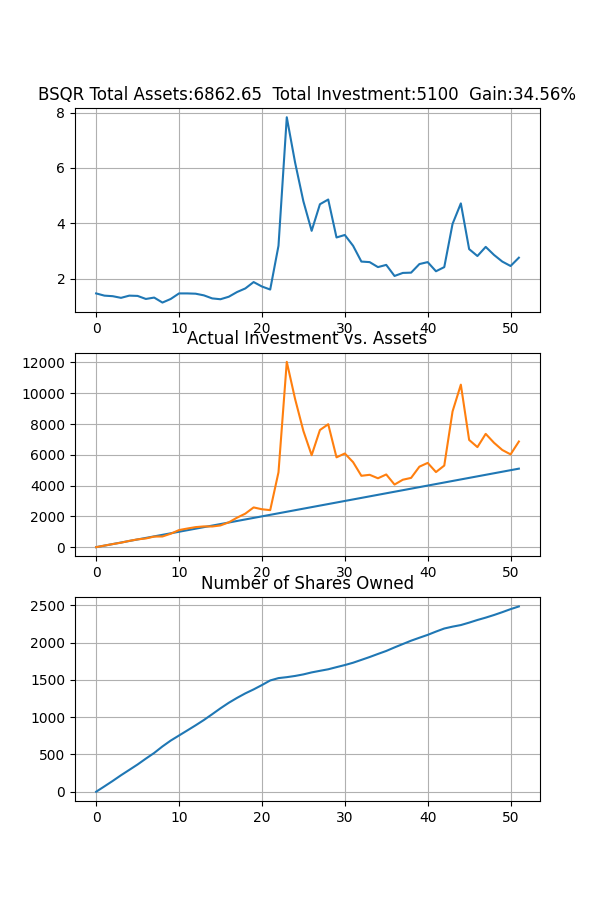 BSQR Total Assets:6862.65  Total Investment:5100  Gain:34.56%
8
6
4
2
0 10 20 30 40 50
Actual Investment vs. Assets
12000
10000
8000
6000
4000
2000
0
0 10 20 30 40 50
Number of Shares Owned
2500
2000
1500
1000
500
0
0 10 20 30 40 50